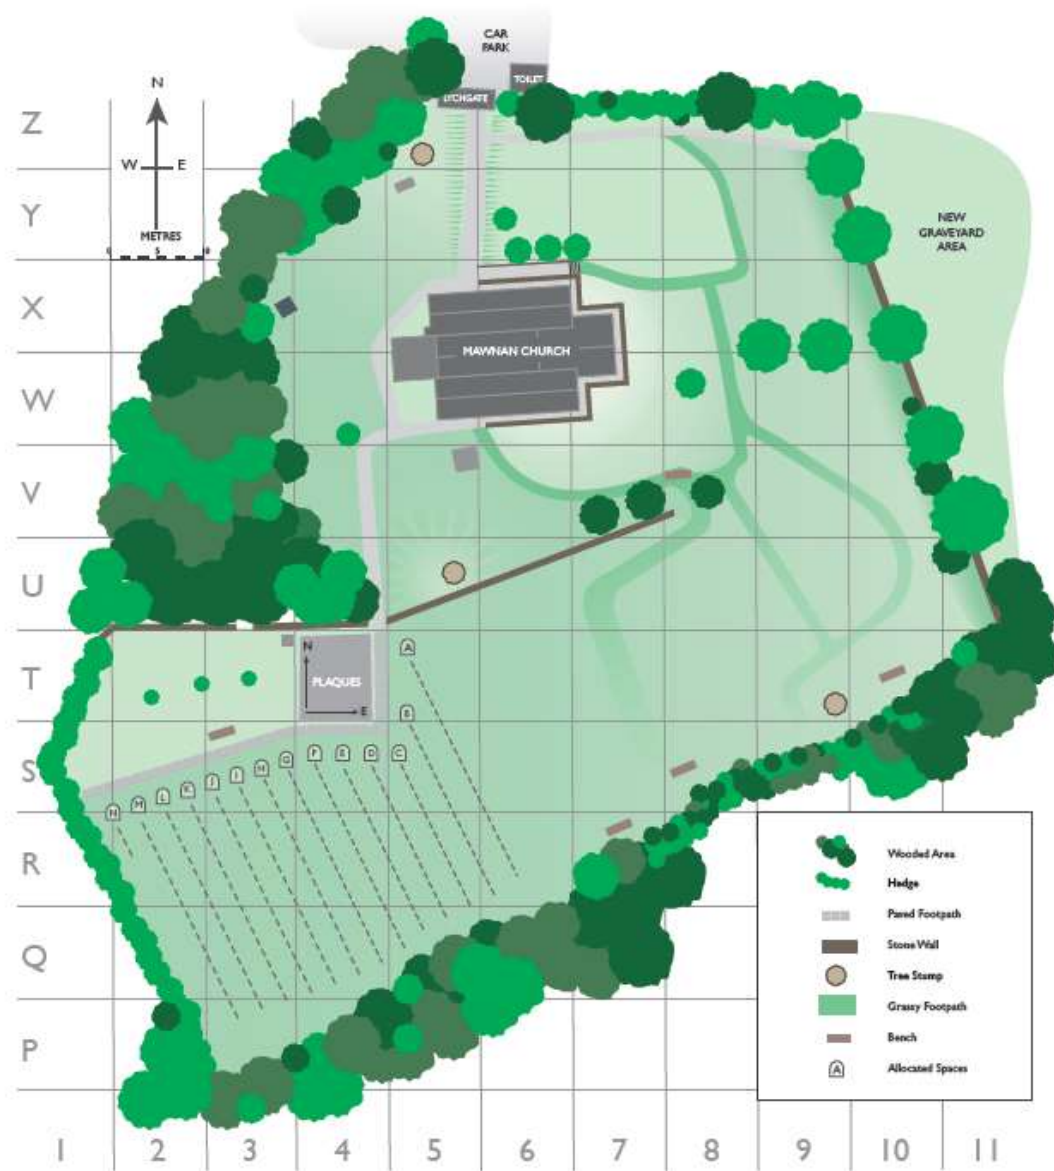 CAR
PARK
TOILET
LYCHGATE
N
W E
METRES
0 5
Z
Y
X
W
V
U
T
S
R
Q
P
NEW
GRAVEYARD
AREA
MAWNAN CHURCH
N
PLAQUES
E
A
B
C
D
E
F
G
H
I
J
K
L
M
N
Wooded Area
Hedge
Paved Footpath
Stone Wall
Tree Stump
Grassy Footpath
Bench
A Allocated Spaces
1 2 3 4 5 6 7 8 9 10 11